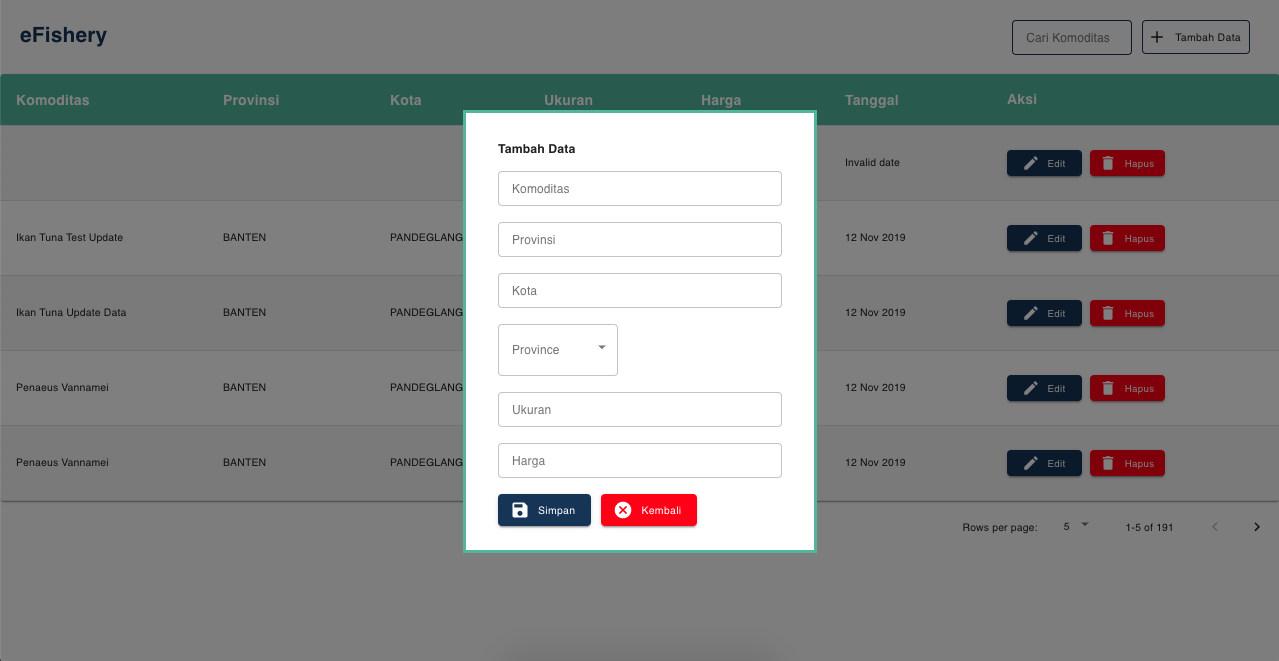 eFishery
Cari Komoditas
Tambah Data
Komoditas Provinsi Kota Ukuran Harga Tanggal Aksi
Invalid date Edit Hapus
Ikan Tuna Test Update BANTEN PANDEGLANG 12 Nov 2019 Edit Hapus
Ikan Tuna Update Data BANTEN PANDEGLANG 12 Nov 2019 Edit Hapus
Penaeus Vannamei BANTEN PANDEGLANG 12 Nov 2019 Edit Hapus
Penaeus Vannamei BANTEN PANDEGLANG 12 Nov 2019 Edit Hapus
Rows per page: 5 1-5 of 191
Tambah Data
Komoditas
Provinsi
Kota
Province
Ukuran
Harga
Simpan Kembali